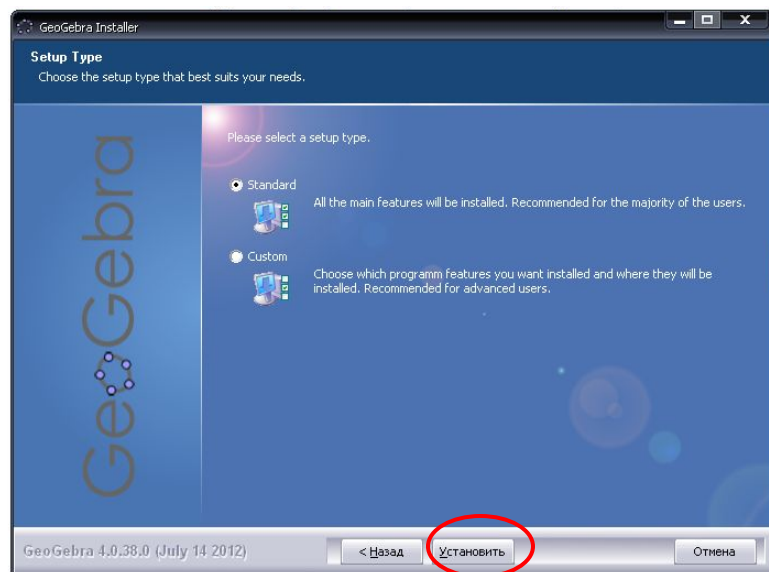 GeoGebra Installer
Setup Type
Choose the setup type that best suits your needs.
GeoGebra
Please select a setup type.
Standard
All the main features will be installed. Recommended for the majority of the users.
Custom
Choose which programm features you want installed and where they will be
installed. Recommended for advanced users.
GeoGebra 4.0.38.0 (July 14 2012)
< Назад
Установить
Отмена